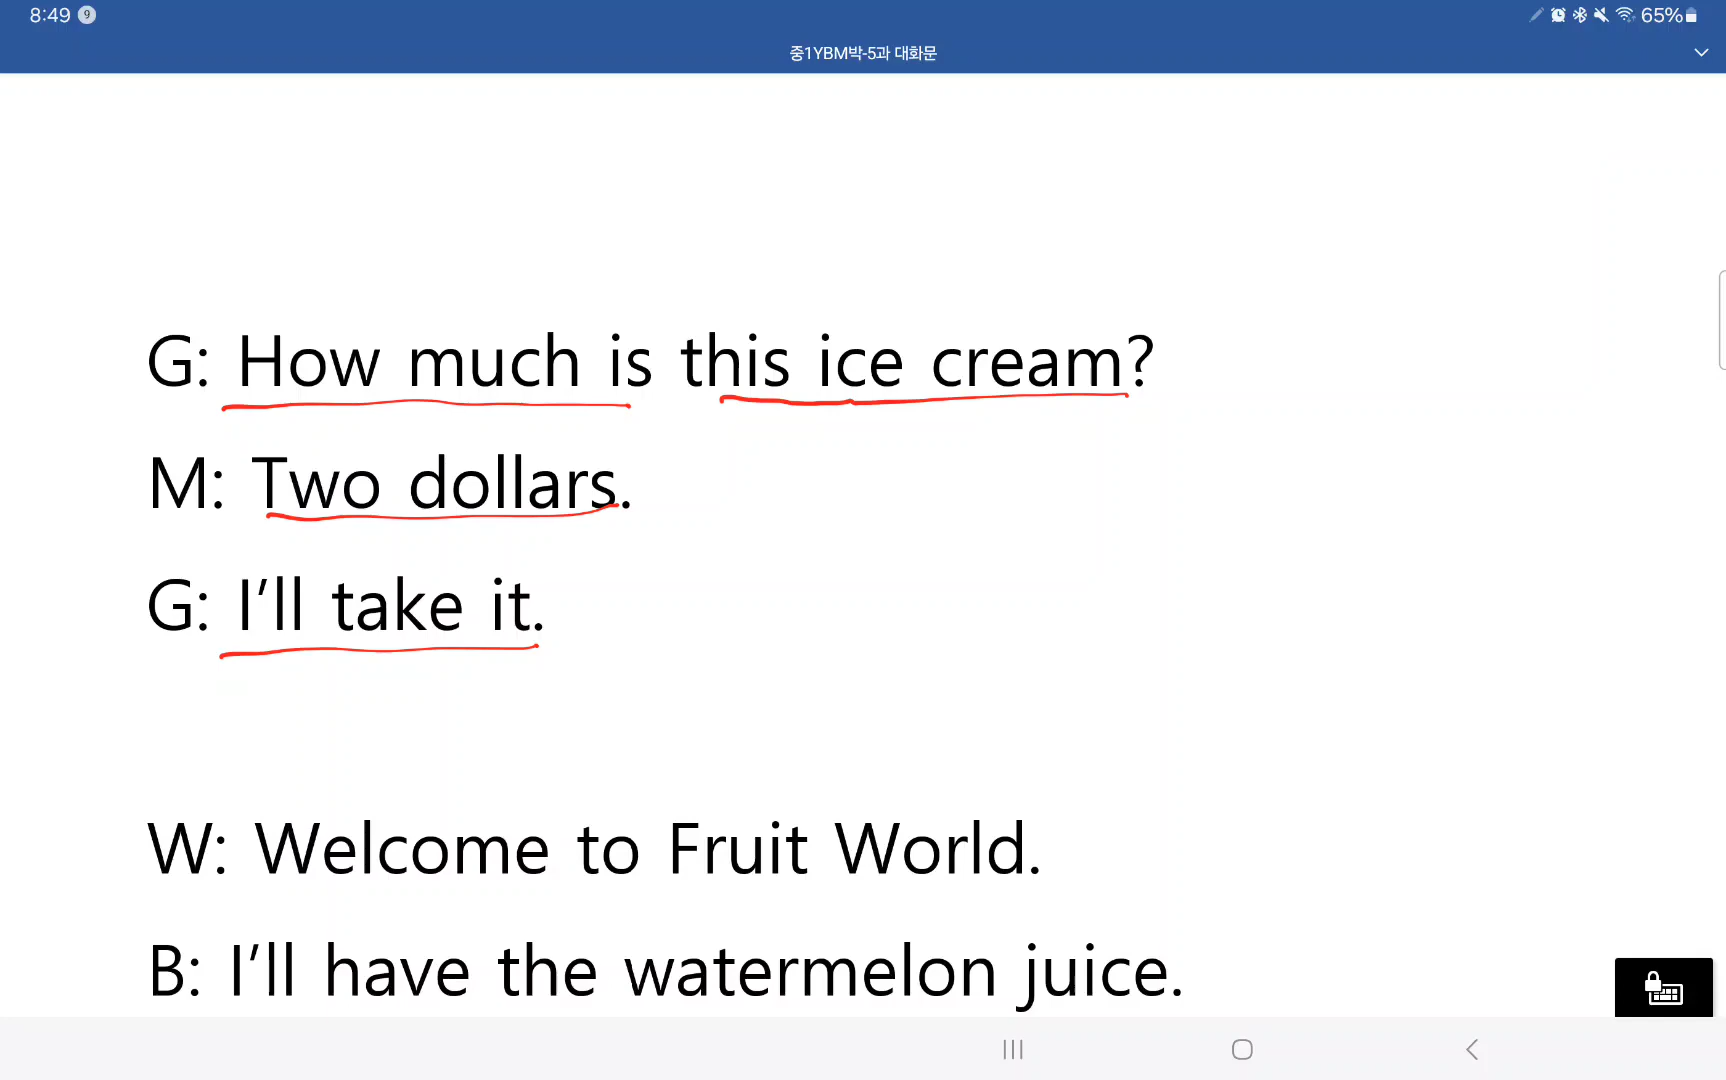 8:49 9 65%
중1YBM박-5과 대화문
G: How much is this ice cream?
M: Two dollars.
G: I'll take it.
W: Welcome to Fruit World.
B: I'll have the watermelon juice.